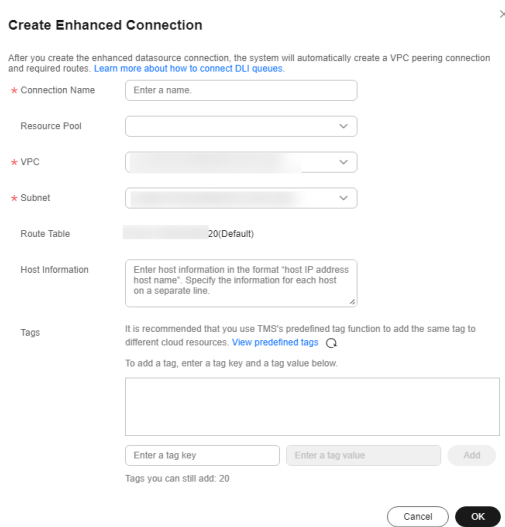 Create Enhanced Connection
After you create the enhanced datasource connection, the system will automatically create a VPC peering connection
and required routes. Learn more about how to connect DLI queues.
* Connection Name
Enter a name.
Resource Pool
* VPC
* Subnet
Route Table
20(Default)
Host Information
Enter host information in the format "host IP address
host name". Specify the information for each host
on a separate line.
Tags
It is recommended that you use TMS's predefined tag function to add the same tag to
different cloud resources. View predefined tags
To add a tag, enter a tag key and a tag value below.
Enter a tag key
Enter a tag value
Add
Tags you can still add: 20
Cancel
OK